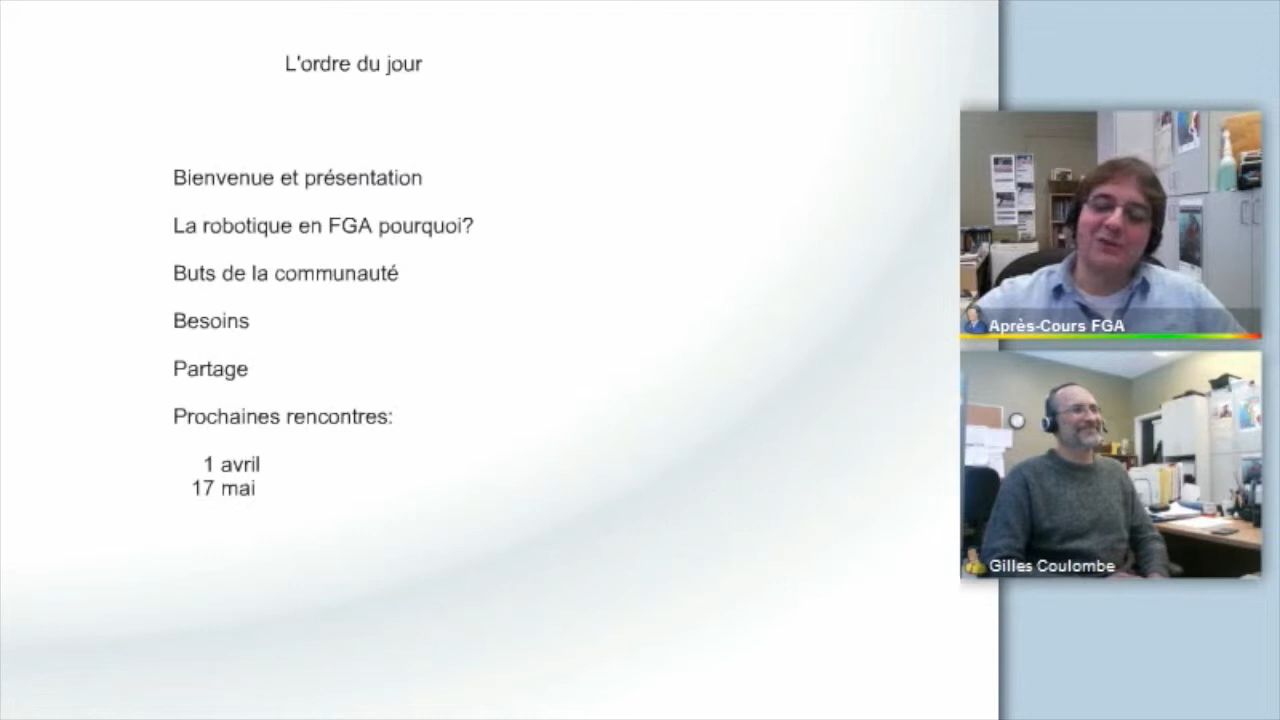 L'ordre du jour
Bienvenue et présentation
La robotique en FGA pourquoi?
Buts de la communauté
Besoins
Partage
Prochaines rencontres:
1 avril
17 mai
Après-Cours FGA
Gilles Coulombe